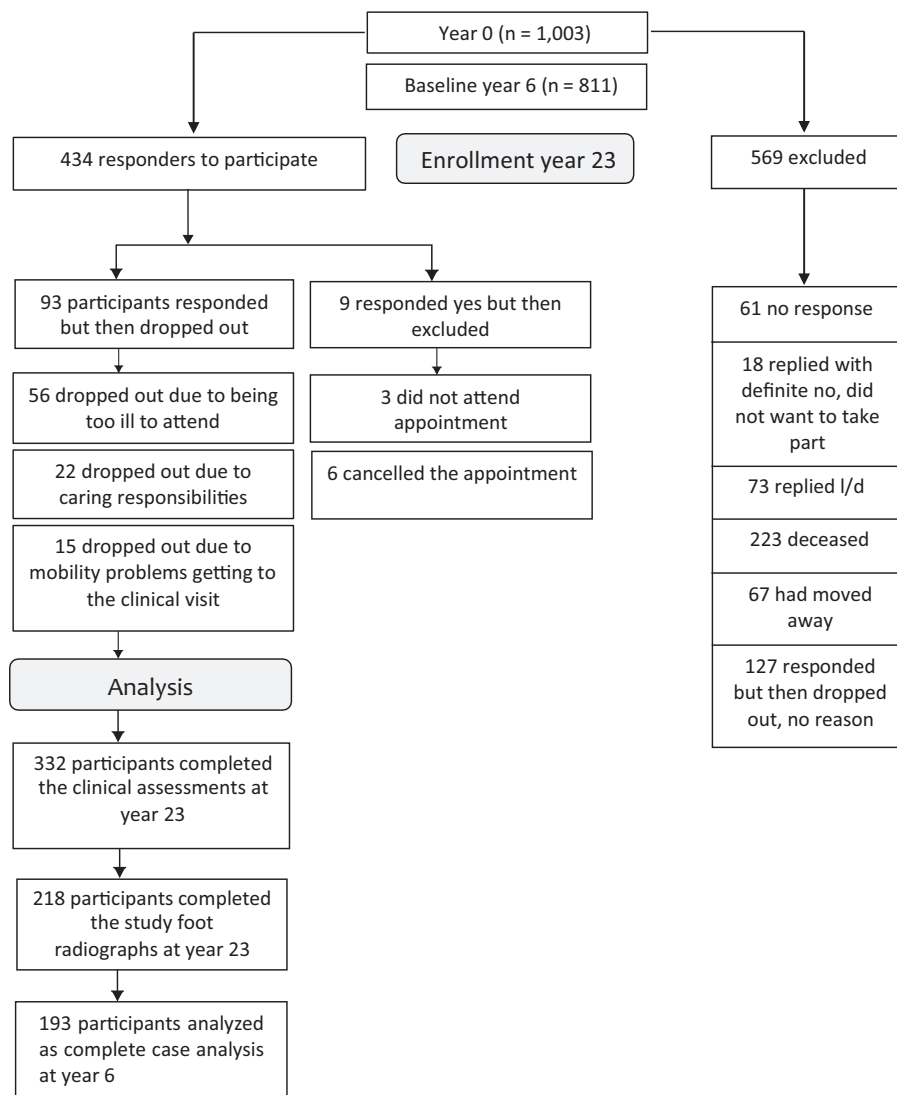 Year 0 (n = 1,003)
Baseline year 6 (n = 811)
434 responders to participate
Enrollment year 23
569 excluded
93 participants responded
but then dropped out
9 responded yes but then
excluded
56 dropped out due to being
too ill to attend
3 did not attend
appointment
22 dropped out due to
caring responsibilities
6 cancelled the appointment
15 dropped out due to
mobility problems getting to
the clinical visit
61 no response
18 replied with
definite no, did
not want to take
part
73 replied l/d
223 deceased
67 had moved
away
127 responded
but then dropped
out, no reason
Analysis
332 participants completed
the clinical assessments at
year 23
218 participants completed
the study foot
radiographs at year 23
193 participants analyzed
as complete case analysis
at year 6